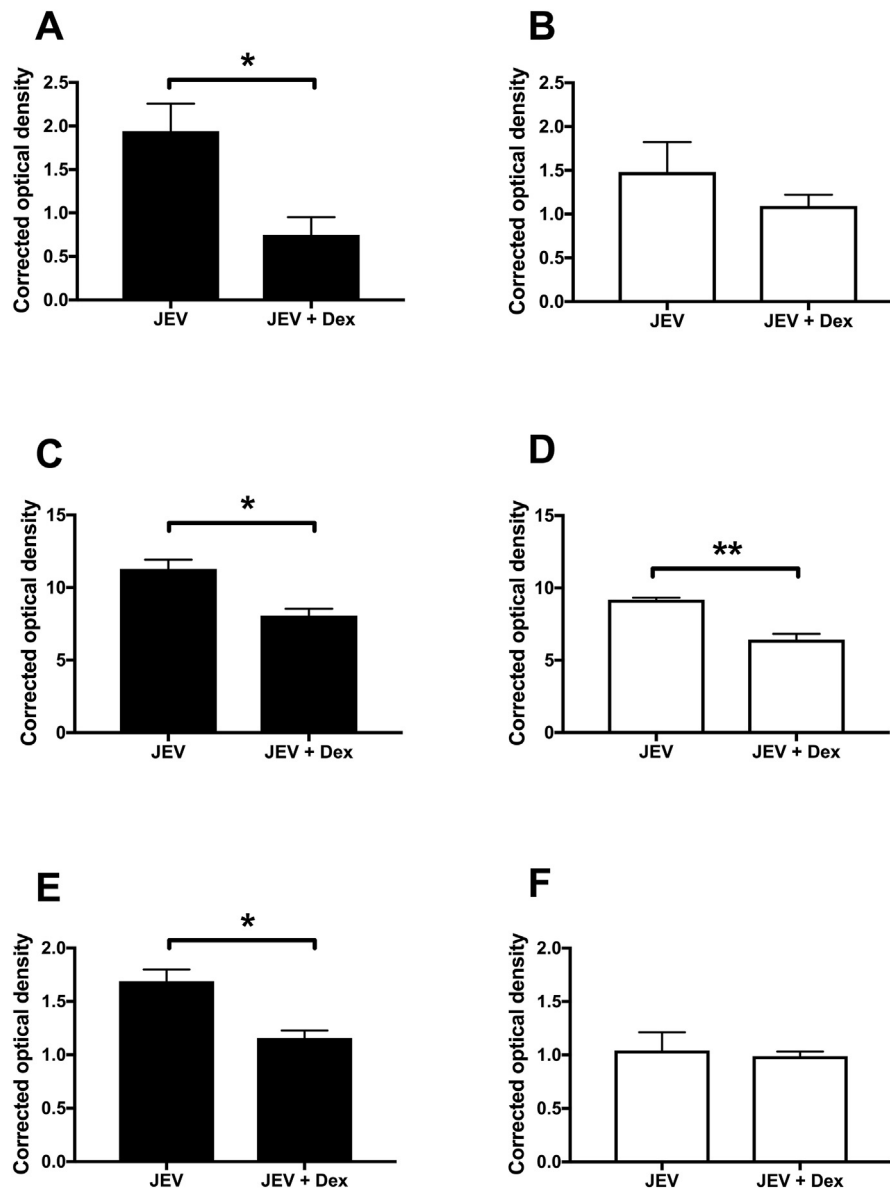 A
*
Corrected optical density
2.5
2.0
1.5
1.0
0.5
0.0
JEV
JEV + Dex
B
Corrected optical density
2.5
2.0
1.5
1.0
0.5
0.0
JEV
JEV + Dex
C
*
Corrected optical density
15
10
5
0
JEV
JEV + Dex
D
**
Corrected optical density
15
10
5
0
JEV
JEV + Dex
E
*
Corrected optical density
2.0
1.5
1.0
0.5
0.0
JEV
JEV + Dex
F
Corrected optical density
2.0
1.5
1.0
0.5
0.0
JEV
JEV + Dex